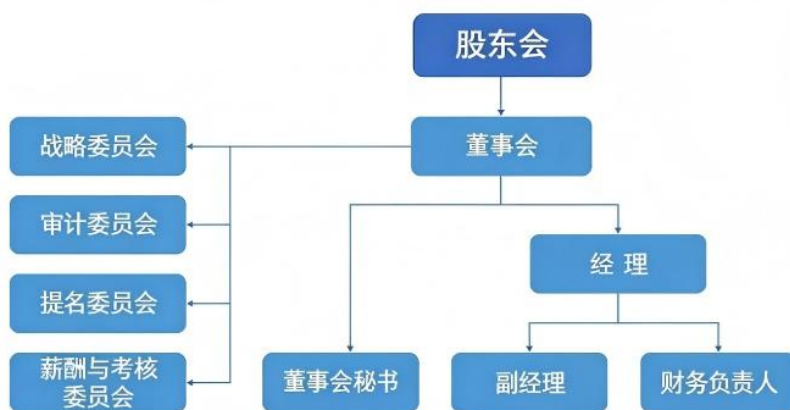 股东会
战略委员会
董事会
审计委员会
经 理
提名委员会
薪酬与考核
委员会
董事会秘书
副经理
财务负责人